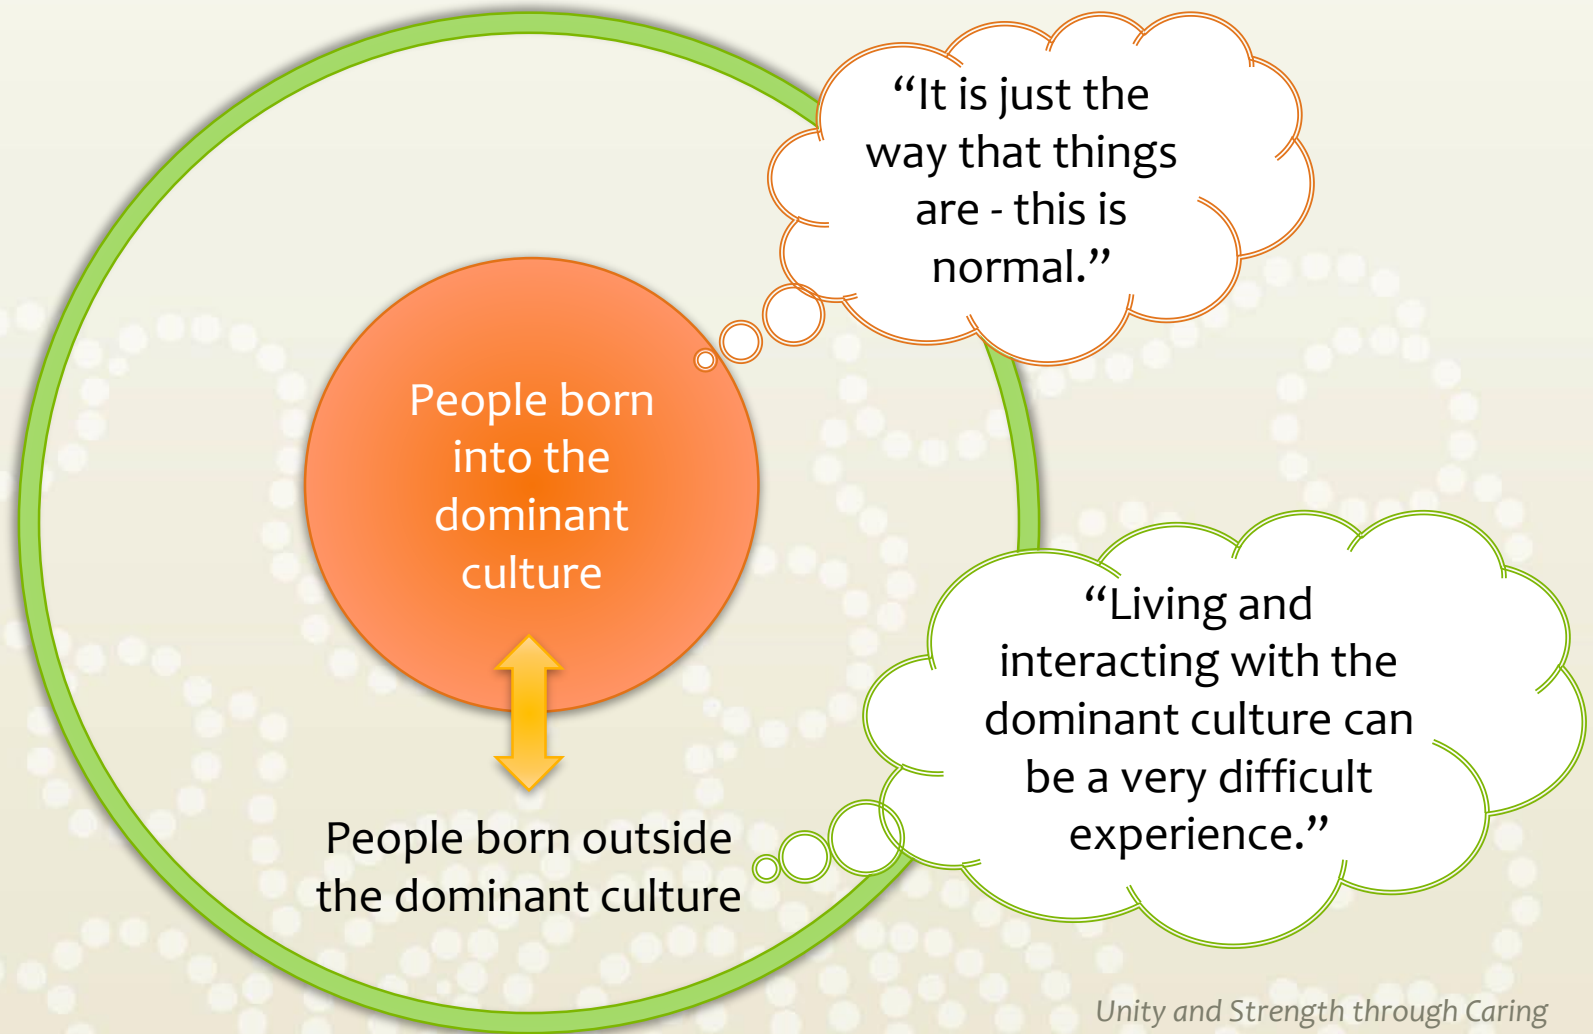 “It is just the
way that things
are - this is
normal.”
People born
into the
dominant
culture
“Living and
interacting with the
dominant culture can
be a very difficult
experience.”
People born outside
the dominant culture
Unity and Strength through Caring